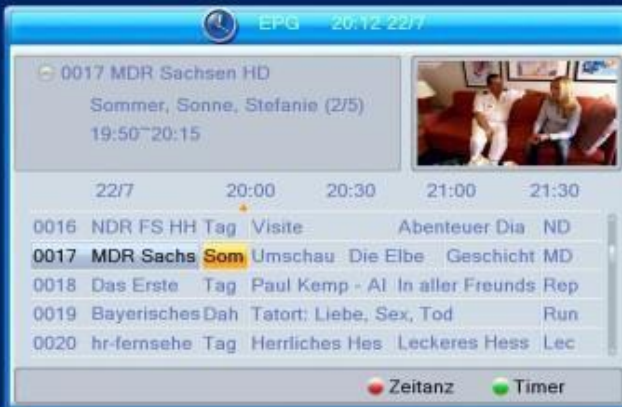 EPG 20:12 22/7
0017 MDR Sachsen HD
Sommer, Sonne, Stefanie (2/5)
19:50~20:15
22/7 20:00 20:30 21:00 21:30
0016 NDR FS HH Tag Visite Abenteuer Dia ND
0017 MDR Sachs Som Umschau Die Elbe Geschicht MD
0018 Das Erste Tag Paul Kemp - Al In aller Freunds Rep
0019 Bayerisches Dah Tatort: Liebe, Sex, Tod Run
0020 hr-fernsehe Tag Herrliches Hes Leckeres Hess Lec
Zeitanz Timer